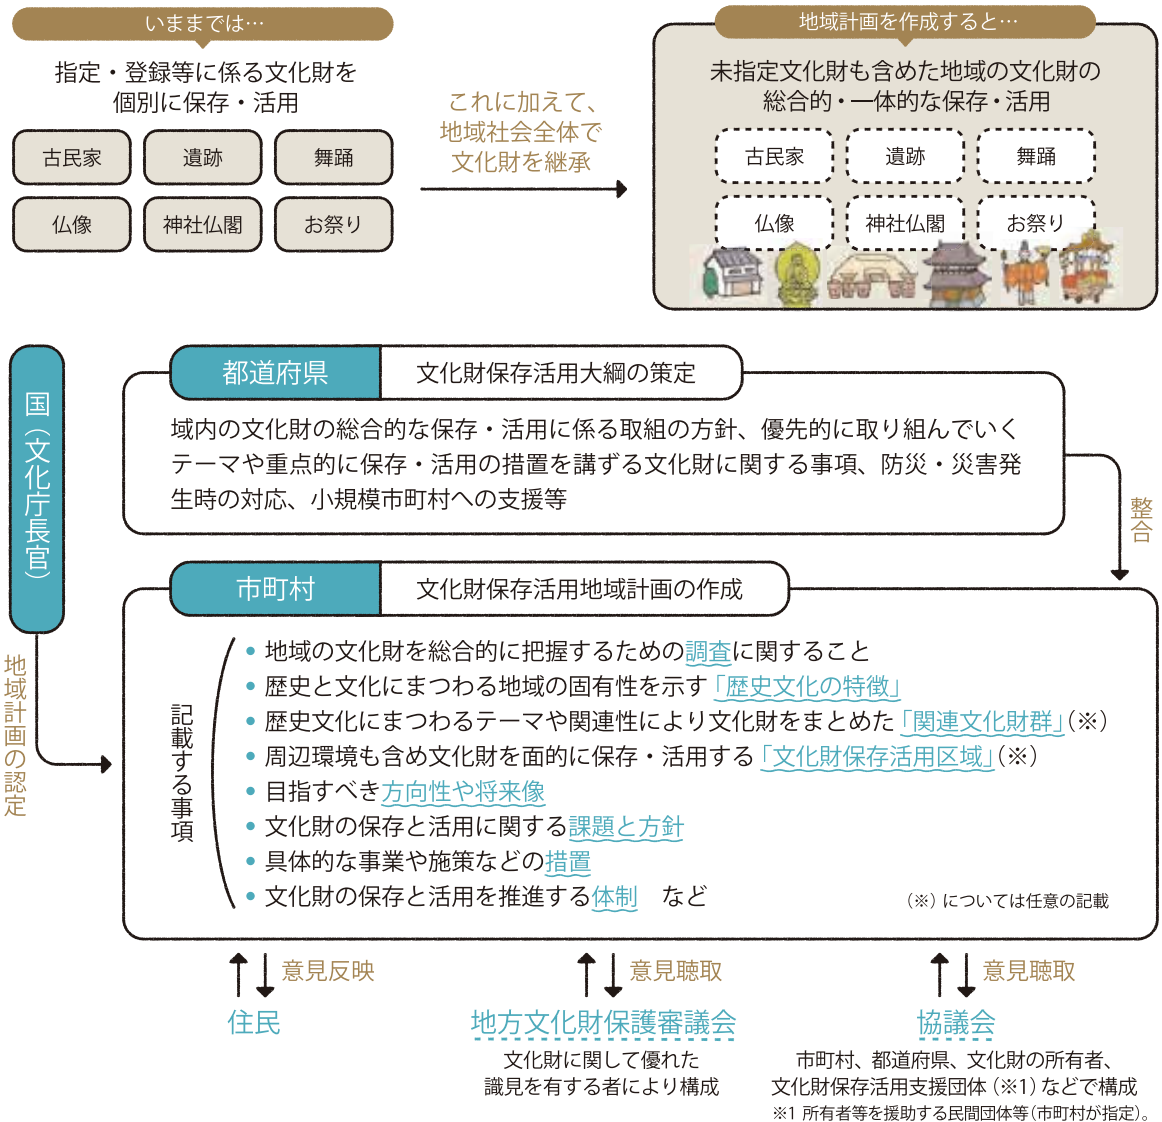 いままでは…
指定・登録等に係る文化財を
個別に保存・活用
古民家
遺跡
舞踊
仏像
神社仏閣
お祭り
これに加えて、
地域社会全体で
文化財を継承
地域計画を作成すると…
未指定文化財も含めた地域の文化財の
総合的・一体的な保存・活用
古民家
遺跡
舞踊
仏像
神社仏閣
お祭り
国（文化庁長官）
地域計画の認定
都道府県
文化財保存活用大綱の策定
域内の文化財の総合的な保存・活用に係る取組の方針、優先的に取り組んでいく
テーマや重点的に保存・活用の措置を講ずる文化財に関する事項、防災・災害発
生時の対応、小規模市町村への支援等
整合
市町村
文化財保存活用地域計画の作成
記載する事項
• 地域の文化財を総合的に把握するための調査に関すること
• 歴史と文化にまつわる地域の固有性を示す「歴史文化の特徴」
• 歴史文化にまつわるテーマや関連性により文化財をまとめた「関連文化財群」（※）
• 周辺環境も含め文化財を面的に保存・活用する「文化財保存活用区域」（※）
• 目指すべき方向性や将来像
• 文化財の保存と活用に関する課題と方針
• 具体的な事業や施策などの措置
• 文化財の保存と活用を推進する体制　など
（※）については任意の記載
意見反映
住民
意見聴取
地方文化財保護審議会
文化財に関して優れた
識見を有する者により構成
意見聴取
協議会
市町村、都道府県、文化財の所有者、
文化財保存活用支援団体（※1）などで構成
※1 所有者等を援助する民間団体等（市町村が指定）。